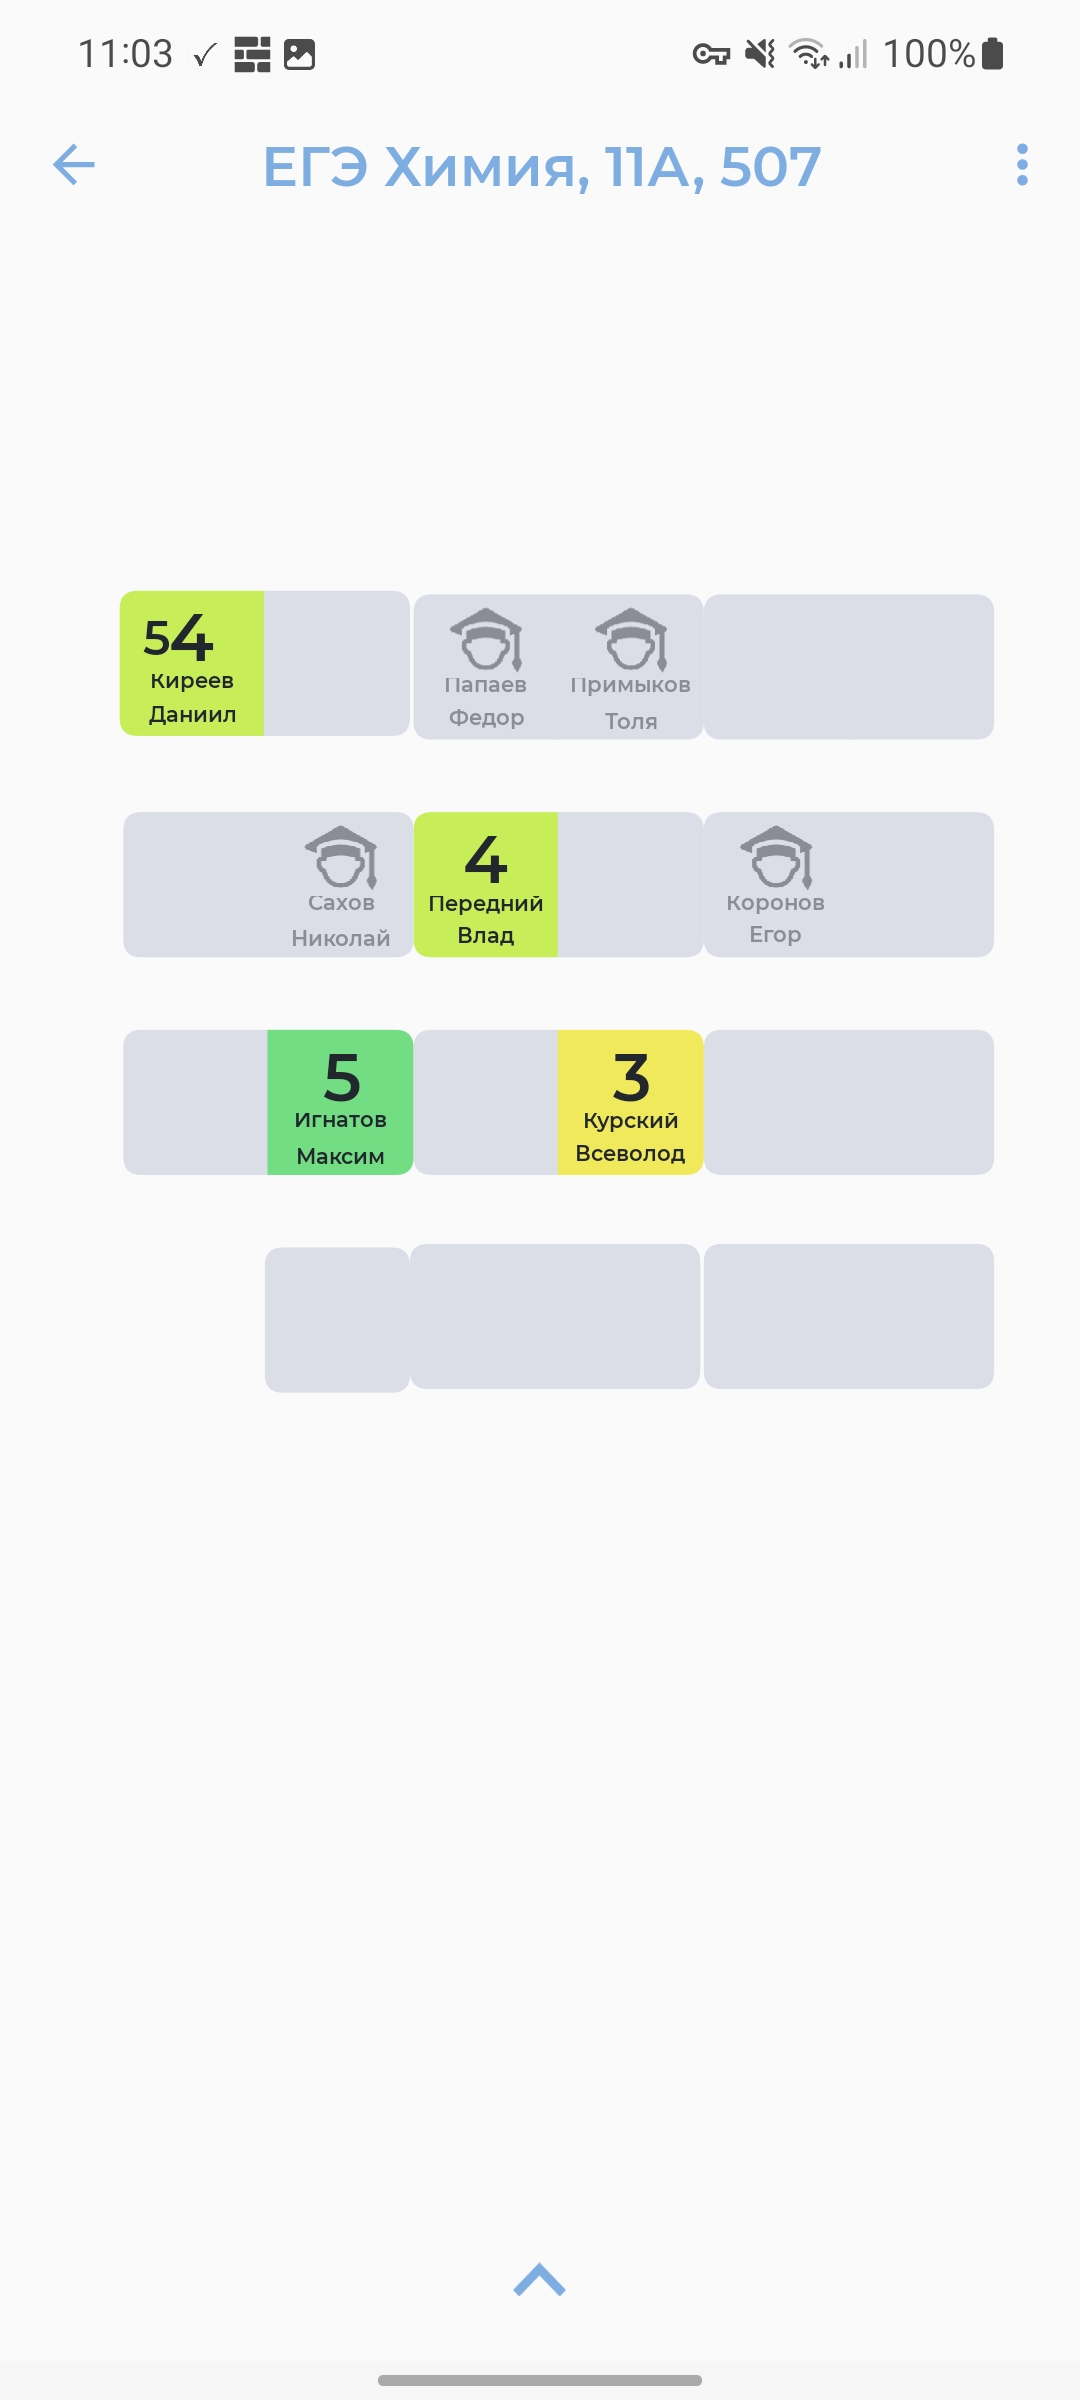 11:03
100%
ЕГЭ Химия, 11А, 507
54
Киреев
Даниил
Папаев
Федор
Примыков
Толя
Сахов
Николай
4
Передний
Влад
Коронов
Егор
5
Игнатов
Максим
3
Курский
Всеволод